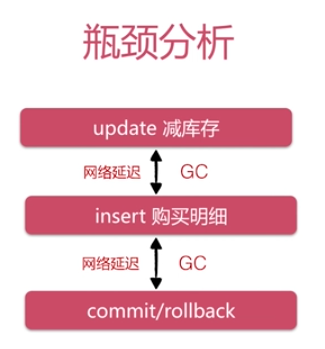 瓶颈分析
update 减库存
网络延迟 GC
insert 购买明细
网络延迟 GC
commit/rollback